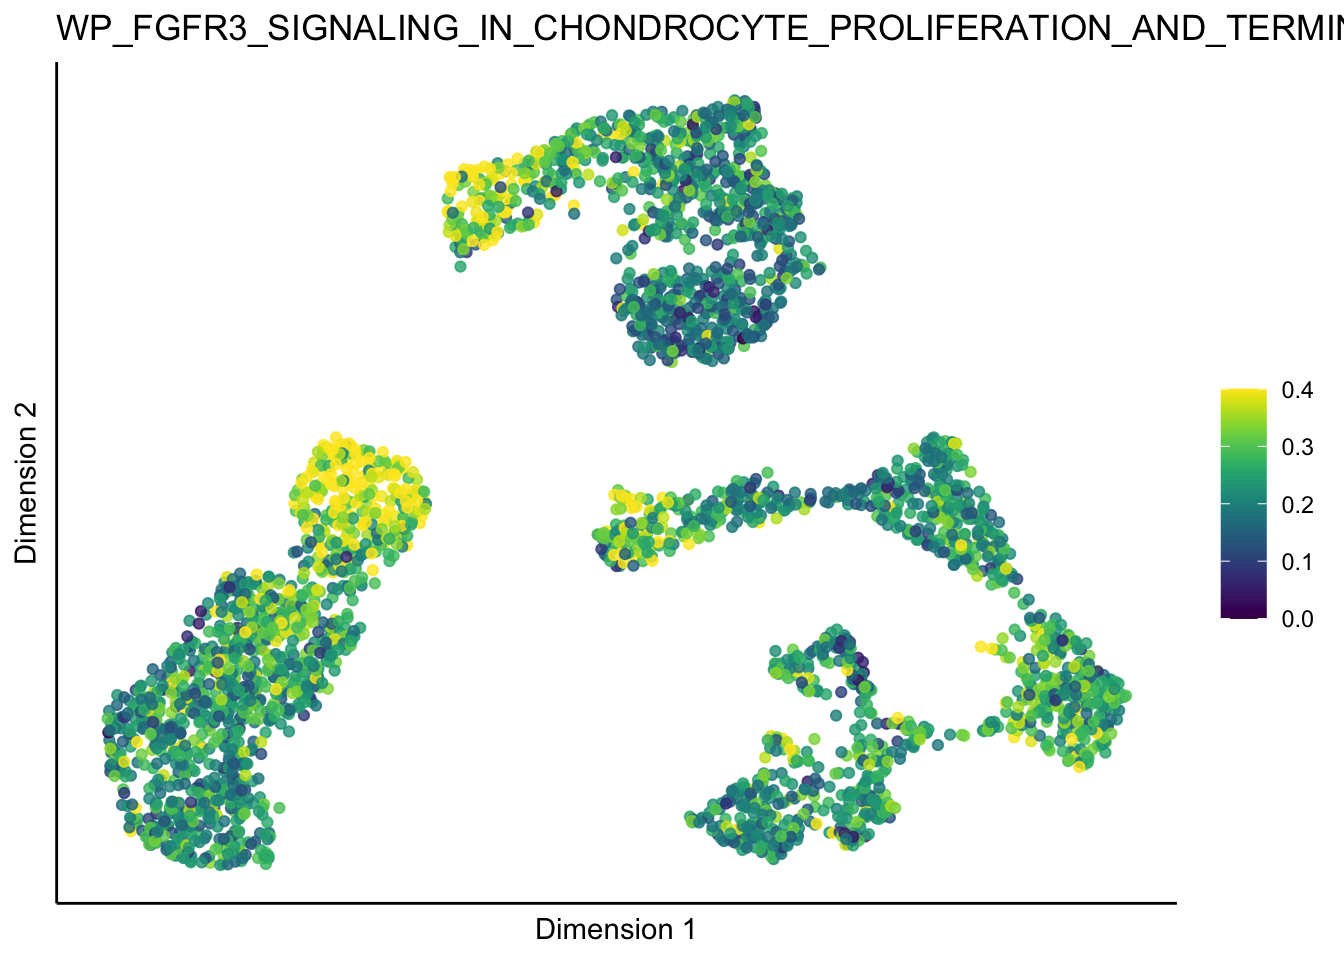 WP_FGFR3_SIGNALING_IN_CHONDROCYTE_PROLIFERATION_AND_TERMIN
Dimension 2
0.4
0.3
0.2
0.1
0.0
Dimension 1